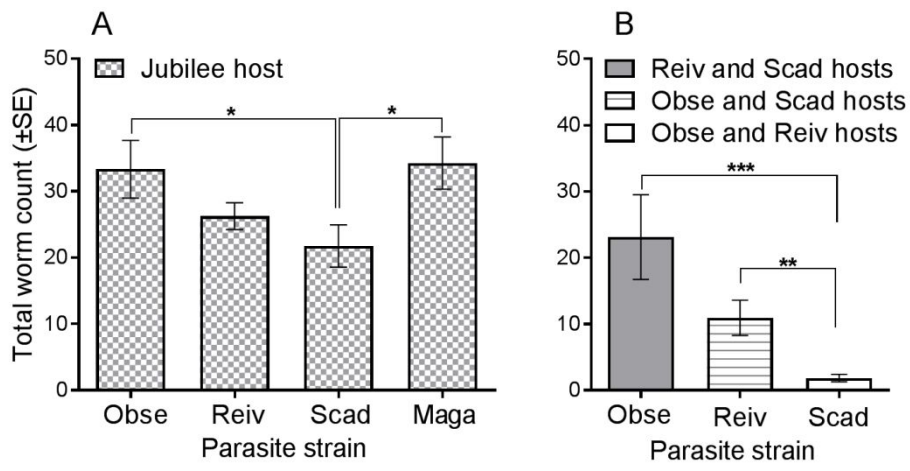 A
Total worm count (±SE)
50
40
30
20
10
0
Jubilee host
*
*
Obse Reiv Scad Maga
Parasite strain
B
50
40
30
20
10
0
Reiv and Scad hosts
Obse and Scad hosts
Obse and Reiv hosts
***
**
Obse Reiv Scad
Parasite strain